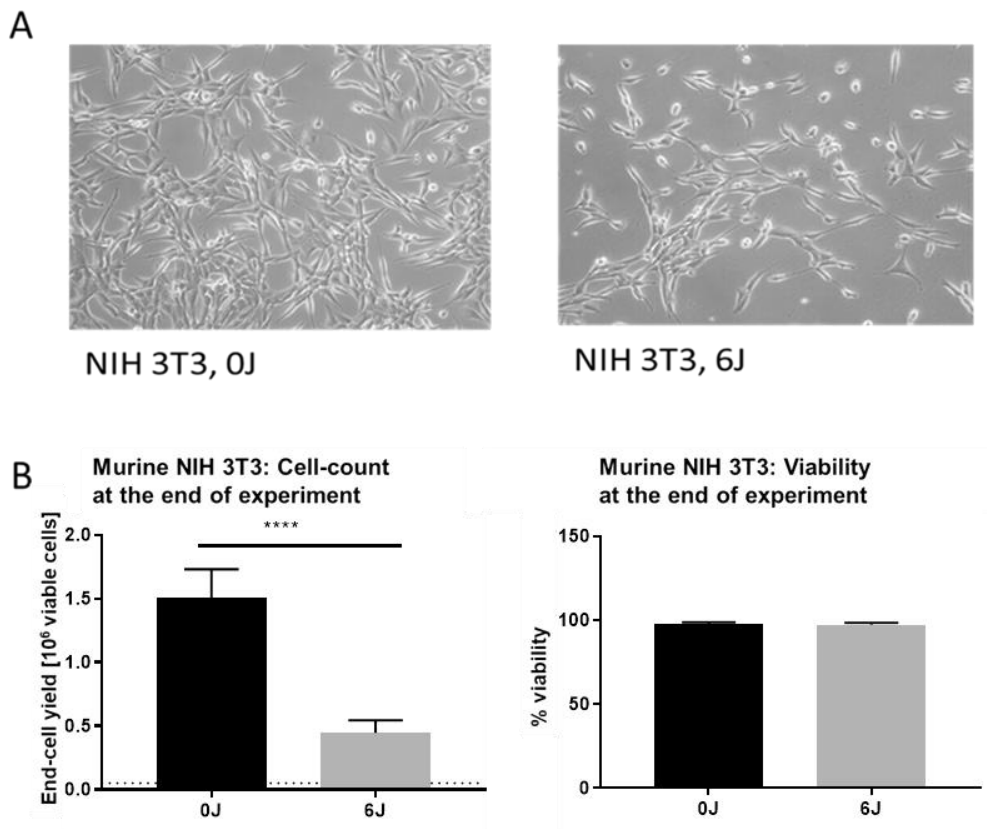 A
NIH 3T3, 0J
NIH 3T3, 6J
B
Murine NIH 3T3: Cell-count
at the end of experiment
End-cell yield [10⁶ viable cells]
2.0
1.5
1.0
0.5
0.0
****
0J
6J
Murine NIH 3T3: Viability
at the end of experiment
% viability
150
100
50
0
0J
6J